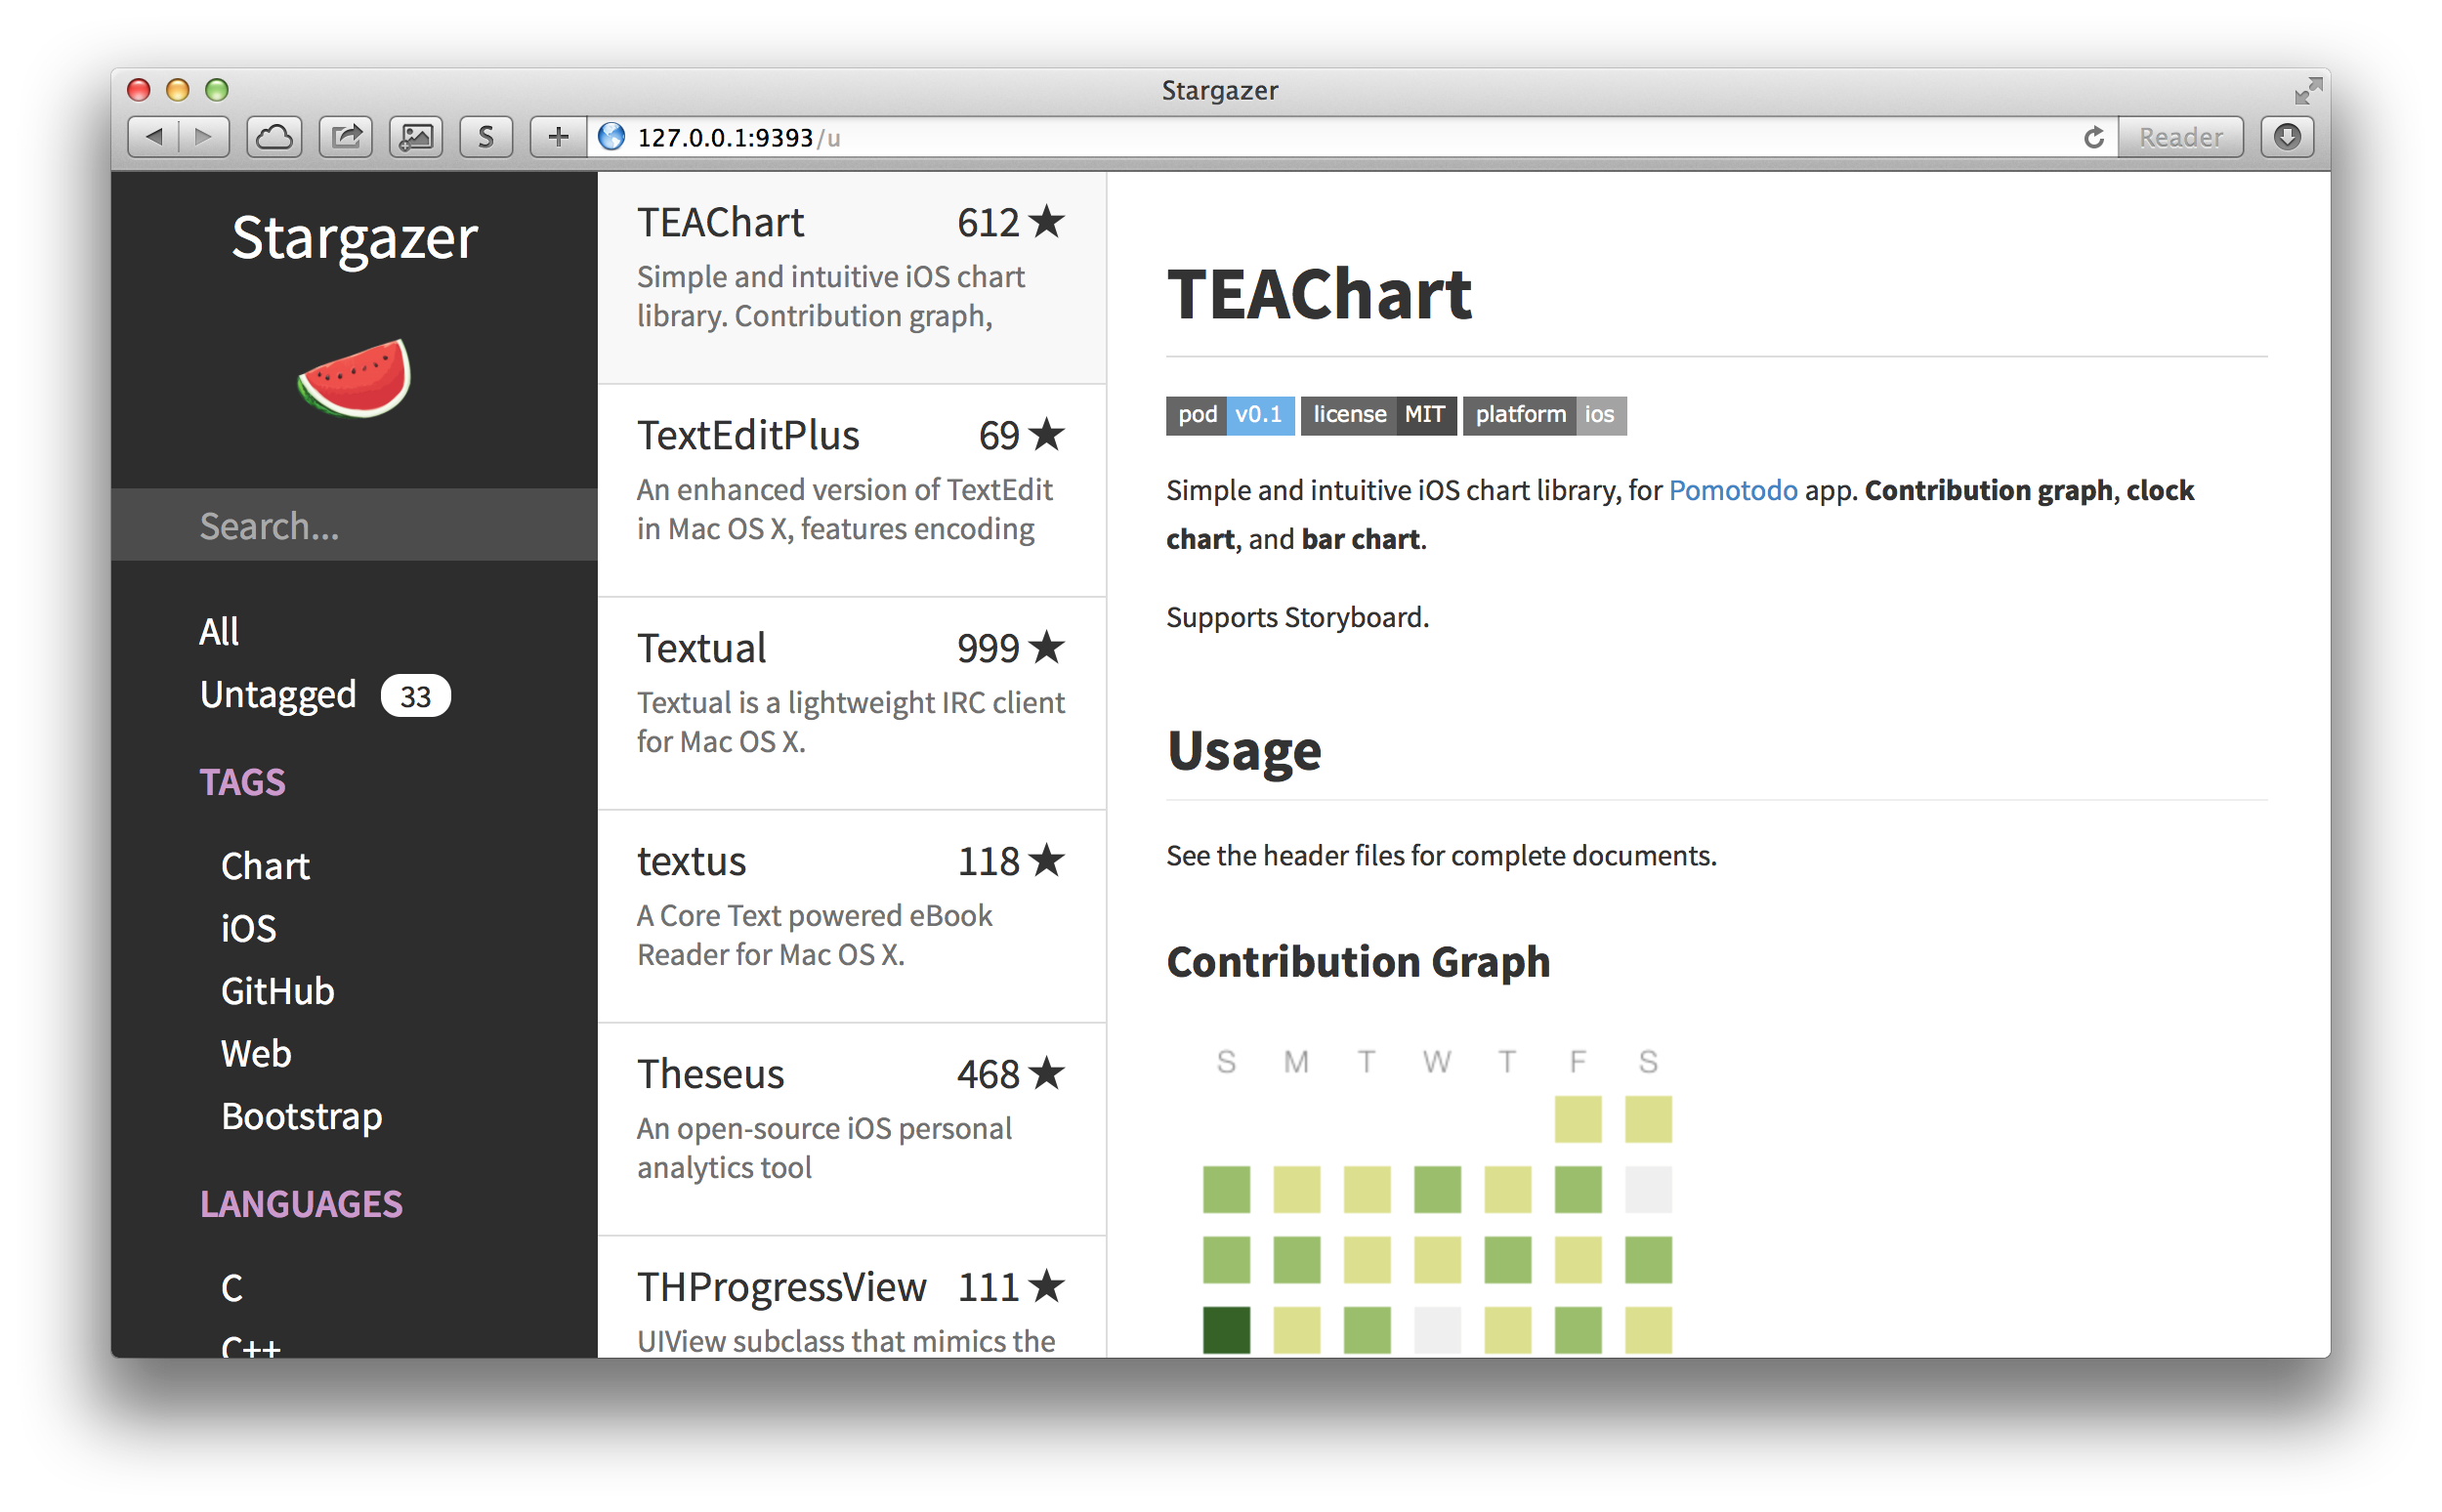 Stargazer
S
127.0.0.1:9393/u
Reader
Stargazer
Search...
All
Untagged 33
TAGS
Chart
iOS
GitHub
Web
Bootstrap
LANGUAGES
C
C++
TEAChart 612 ★
Simple and intuitive iOS chart
library. Contribution graph,
TextEditPlus 69 ★
An enhanced version of TextEdit
in Mac OS X, features encoding
Textual 999 ★
Textual is a lightweight IRC client
for Mac OS X.
textus 118 ★
A Core Text powered eBook
Reader for Mac OS X.
Theseus 468 ★
An open-source iOS personal
analytics tool
THProgressView 111 ★
UIView subclass that mimics the
TEAChart
pod v0.1 license MIT platform ios
Simple and intuitive iOS chart library, for Pomotodo app. Contribution graph, clock
chart, and bar chart.
Supports Storyboard.
Usage
See the header files for complete documents.
Contribution Graph
S M T W T F S